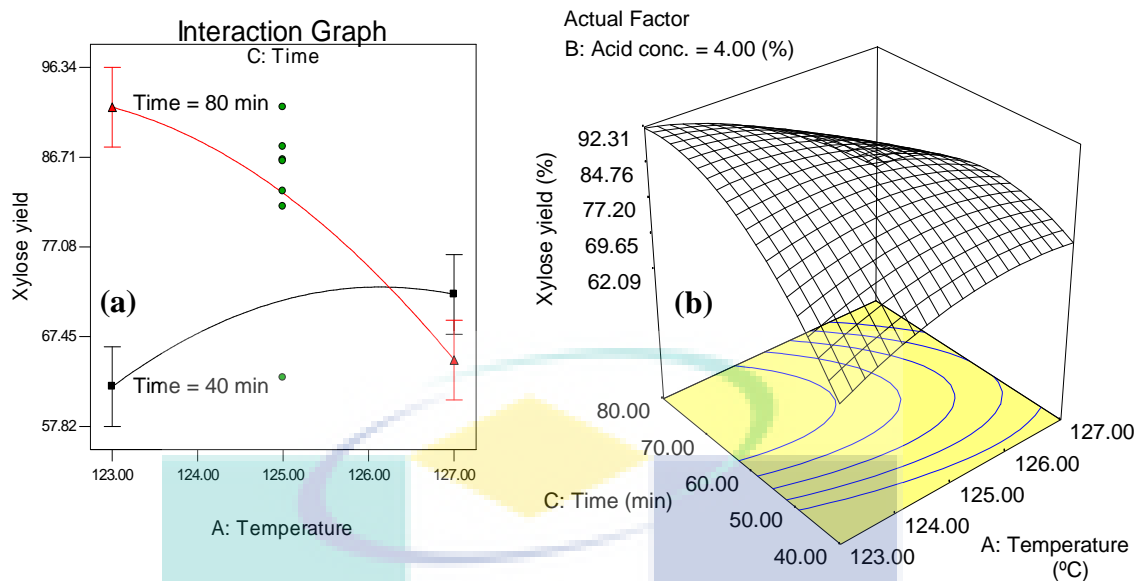 Interaction Graph
C: Time
Xylose yield
96.34
86.71
77.08
67.45
57.82
Time = 80 min
(a)
Time = 40 min
123.00
124.00
125.00
126.00
127.00
A: Temperature
Actual Factor
B: Acid conc. = 4.00 (%)
Xylose yield (%)
92.31
84.76
77.20
69.65
62.09
(b)
80.00
70.00
60.00
50.00
40.00
C: Time (min)
123.00
124.00
125.00
126.00
127.00
A: Temperature
(ºC)